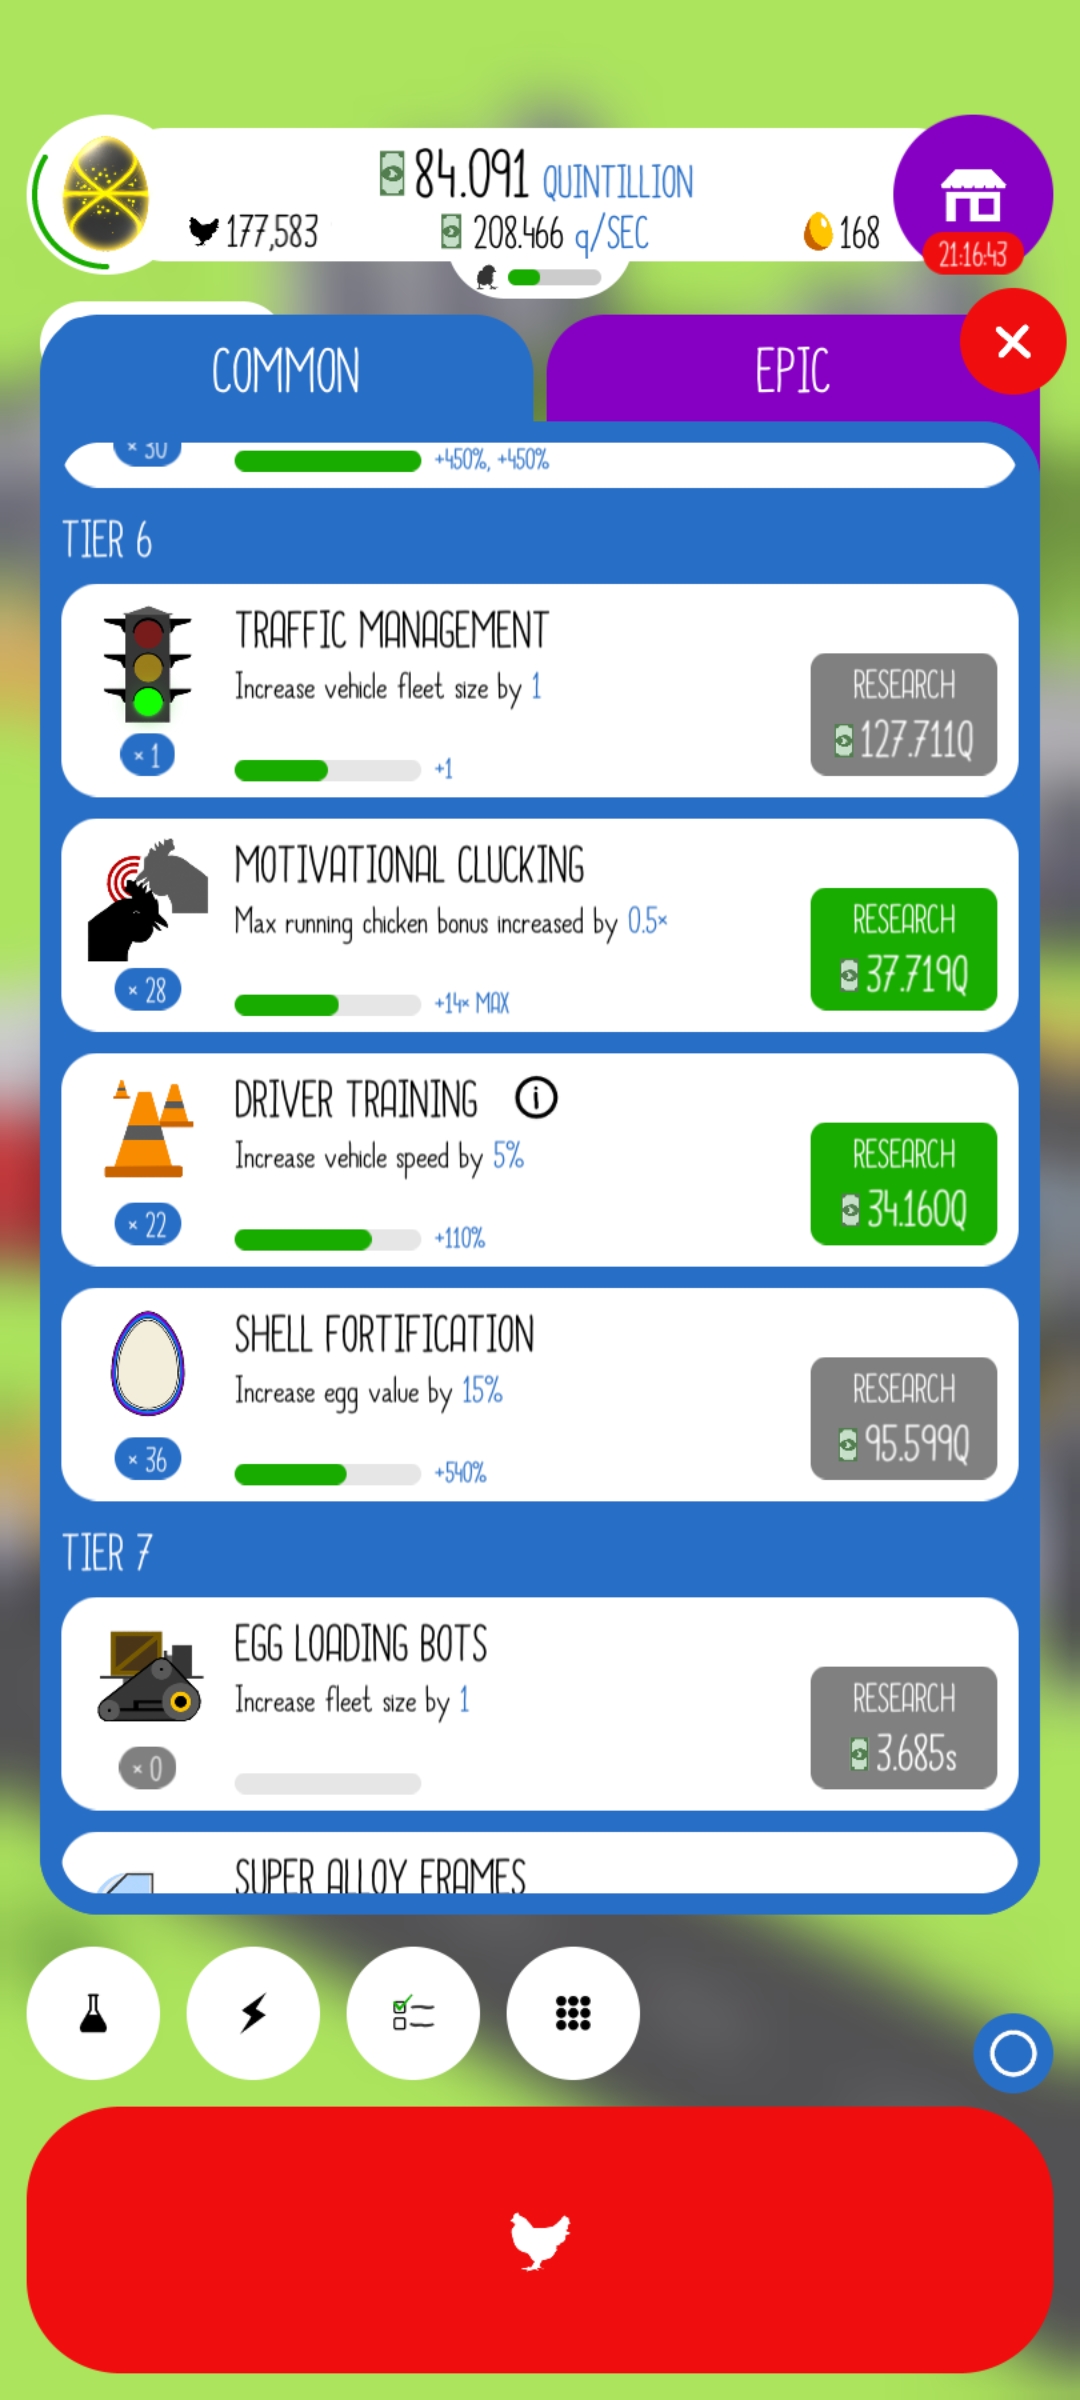 84.091 QUINTILLION
177,583
208.466 q/SEC
168
21:16:43
COMMON
EPIC
× 30
+450%, +450%
TIER 6
TRAFFIC MANAGEMENT
Increase vehicle fleet size by 1
× 1
+1
RESEARCH
127.711Q
MOTIVATIONAL CLUCKING
Max running chicken bonus increased by 0.5×
× 28
+14× MAX
RESEARCH
37.719Q
DRIVER TRAINING
i
Increase vehicle speed by 5%
× 22
+110%
RESEARCH
34.160Q
SHELL FORTIFICATION
Increase egg value by 15%
× 36
+540%
RESEARCH
95.599Q
TIER 7
EGG LOADING BOTS
Increase fleet size by 1
× 0
RESEARCH
3.685s
SUPER ALLOY FRAMES